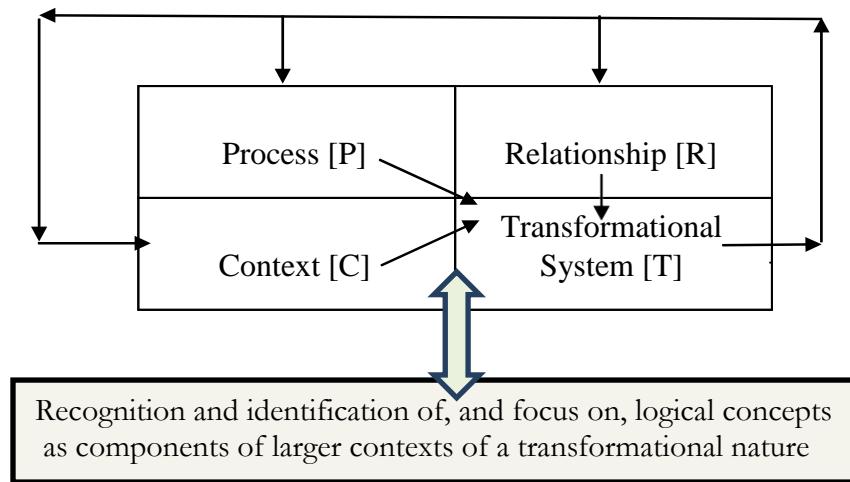 Process [P]
Relationship [R]
Context [C]
Transformational
System [T]
Recognition and identification of, and focus on, logical concepts
as components of larger contexts of a transformational nature